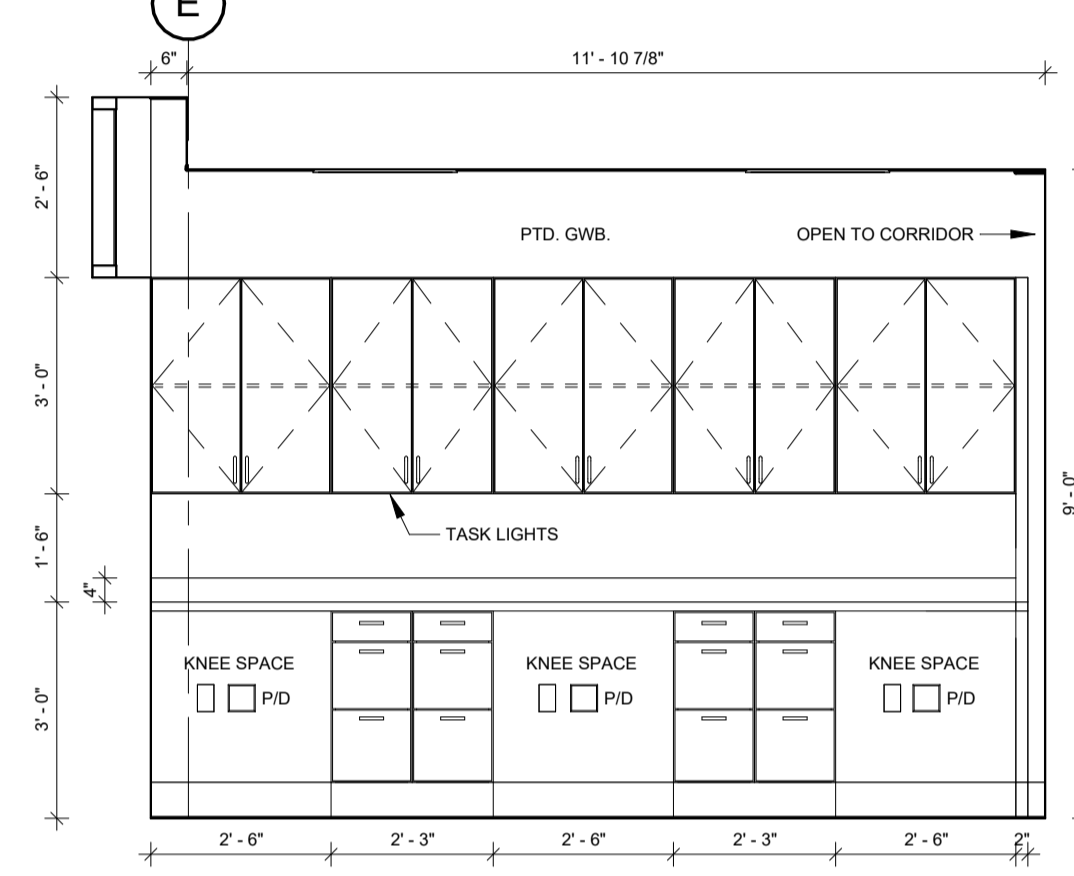 E
6"
11' - 10 7/8"
2' - 6"
PTD. GWB.
OPEN TO CORRIDOR
3' - 0"
9' - 0"
1' - 6"
TASK LIGHTS
4"
KNEE SPACE
KNEE SPACE
KNEE SPACE
P/D
P/D
P/D
3' - 0"
2' - 6"
2' - 3"
2' - 6"
2' - 3"
2' - 6"
2"